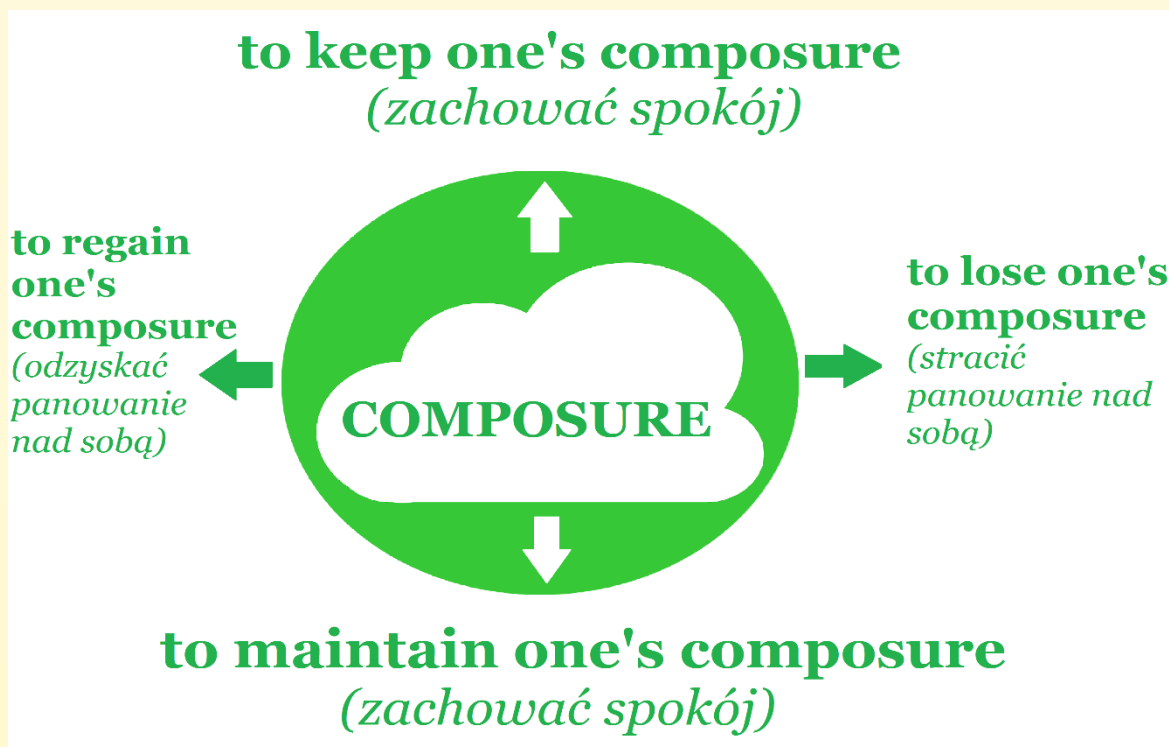 to keep one's composure
(zachować spokój)
to regain
one's
composure
(odzyskać
panowanie
nad sobą)
COMPOSURE
to lose one's
composure
(stracić
panowanie nad
sobą)
to maintain one's composure
(zachować spokój)